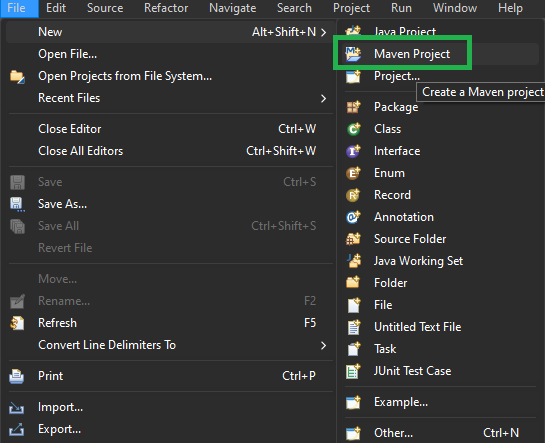 File Edit Source Refactor Navigate Search Project Run Window Help
New Alt+Shift+N
Open File...
Open Projects from File System...
Recent Files
Close Editor Ctrl+W
Close All Editors Ctrl+Shift+W
Save Ctrl+S
Save As...
Save All Ctrl+Shift+S
Revert File
Move...
Rename... F2
Refresh F5
Convert Line Delimiters To
Print Ctrl+P
Import...
Export...
Java Project
Maven Project
Project...
Create a Maven project
Package
Class
Interface
Enum
Record
Annotation
Source Folder
Java Working Set
Folder
File
Untitled Text File
Task
JUnit Test Case
Example...
Other... Ctrl+N